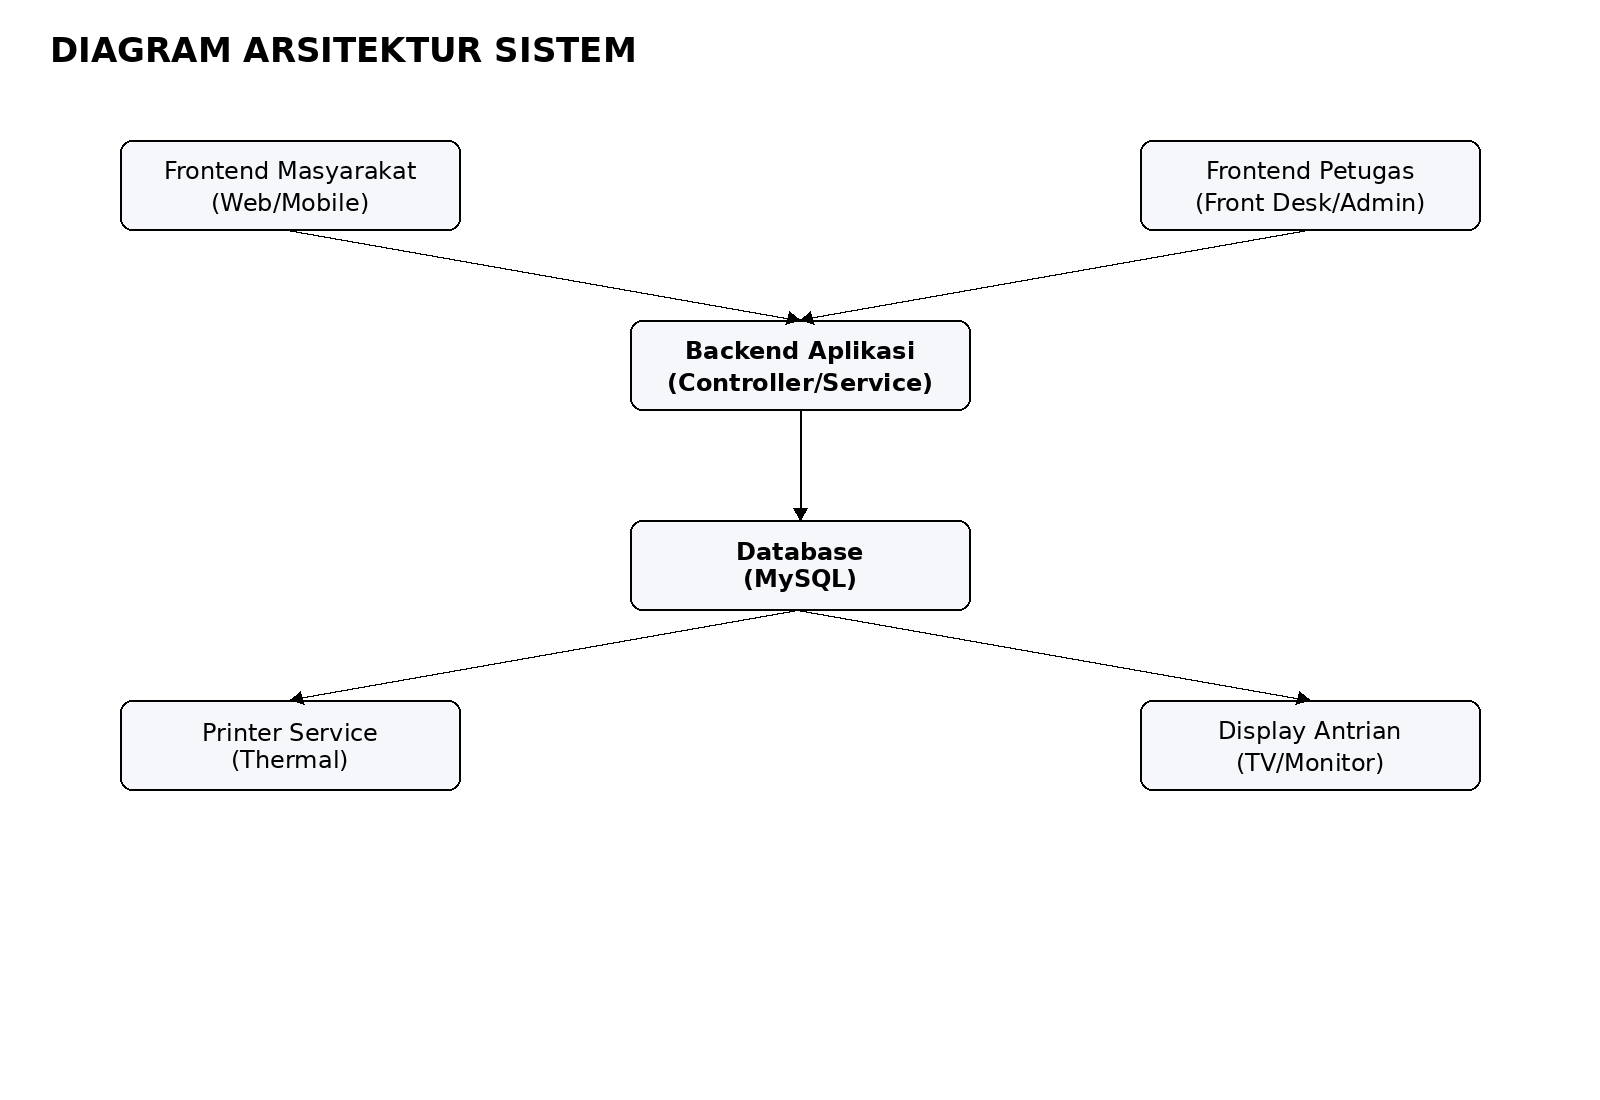 DIAGRAM ARSITEKTUR SISTEM
Frontend Masyarakat
(Web/Mobile)
Frontend Petugas
(Front Desk/Admin)
Backend Aplikasi
(Controller/Service)
Database
(MySQL)
Printer Service
(Thermal)
Display Antrian
(TV/Monitor)